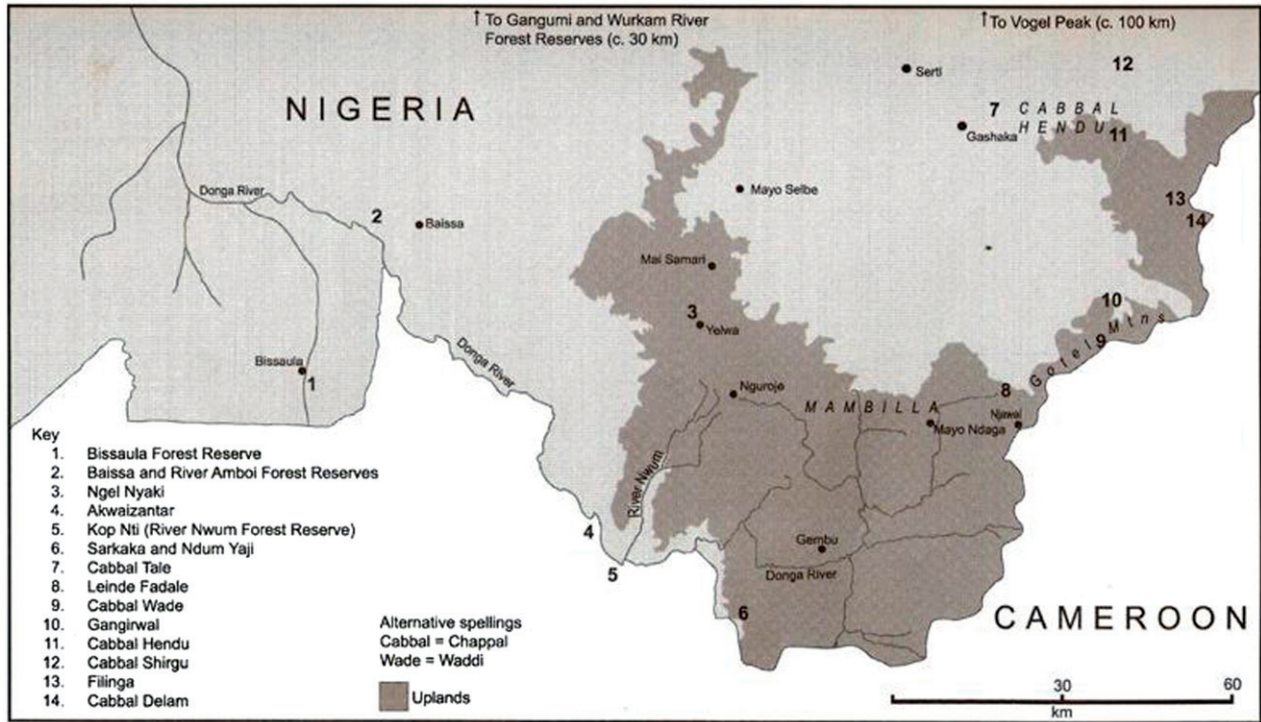 ↑ To Gangumi and Wurkam River
Forest Reserves (c. 30 km)
↑ To Vogel Peak (c. 100 km)
NIGERIA
12
Serti
7 CABBAL
HENDU 11
Gashaka
Donga River
Mayo Selbe
13
2
14
Baissa
Mai Samari
10
3
Yelwa
Gotel Mtns
9
Donga River
Bissaula
1
Nguroje
8
MAMBILLA
Njawai
Mayo Ndaga
River Nwum
4
5
Gembu
Donga River
6
CAMEROON
Key
1. Bissaula Forest Reserve
2. Baissa and River Amboi Forest Reserves
3. Ngel Nyaki
4. Akwaizantar
5. Kop Nti (River Nwum Forest Reserve)
6. Sarkaka and Ndum Yaji
7. Cabbal Tale
8. Leinde Fadale
9. Cabbal Wade
10. Gangirwal
11. Cabbal Hendu
12. Cabbal Shirgu
13. Filinga
14. Cabbal Delam
Alternative spellings
Cabbal = Chappal
Wade = Waddi
Uplands
30 60
km